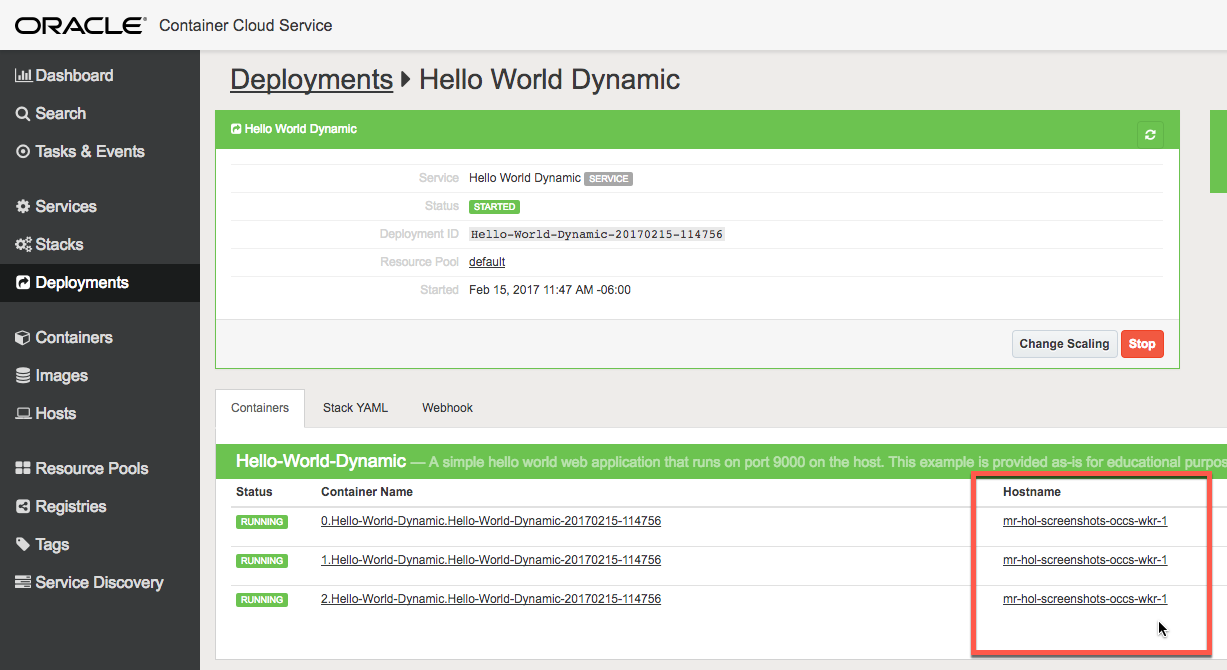 ORACLE® Container Cloud Service
Dashboard
Search
Tasks & Events
Services
Stacks
Deployments
Containers
Images
Hosts
Resource Pools
Registries
Tags
Service Discovery
Deployments Hello World Dynamic
Hello World Dynamic
Service Hello World Dynamic SERVICE
Status STARTED
Deployment ID Hello-World-Dynamic-20170215-114756
Resource Pool default
Started Feb 15, 2017 11:47 AM -06:00
Change Scaling Stop
Containers Stack YAML Webhook
Hello-World-Dynamic — A simple hello world web application that runs on port 9000 on the host. This example is provided as-is for educational purpos
Status Container Name Hostname
RUNNING 0.Hello-World-Dynamic.Hello-World-Dynamic-20170215-114756 mr-hol-screenshots-occs-wkr-1
RUNNING 1.Hello-World-Dynamic.Hello-World-Dynamic-20170215-114756 mr-hol-screenshots-occs-wkr-1
RUNNING 2.Hello-World-Dynamic.Hello-World-Dynamic-20170215-114756 mr-hol-screenshots-occs-wkr-1